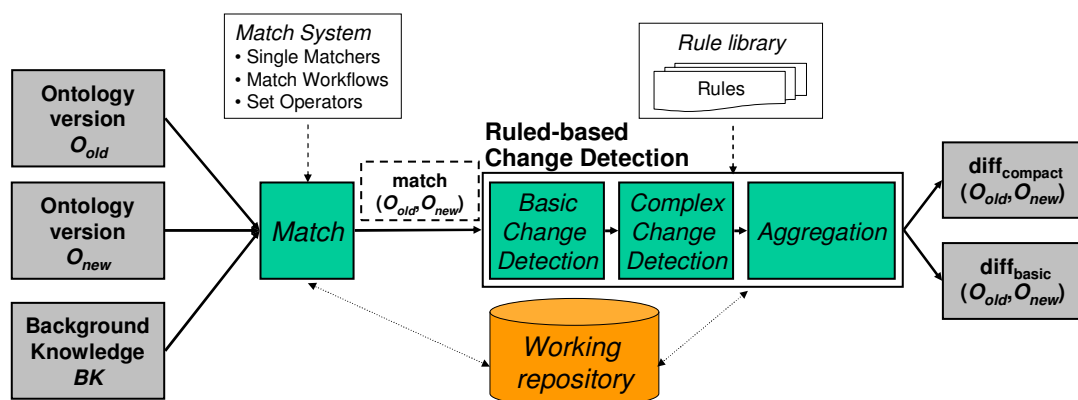 Match System
• Single Matchers
• Match Workflows
• Set Operators
Rule library
Rules
Ontology
version
O_old
Ontology
version
O_new
Background
Knowledge
BK
Match
match
(O_old,O_new)
Ruled-based
Change Detection
Basic
Change
Detection
Complex
Change
Detection
Aggregation
diff_compact
(O_old,O_new)
diff_basic
(O_old,O_new)
Working
repository